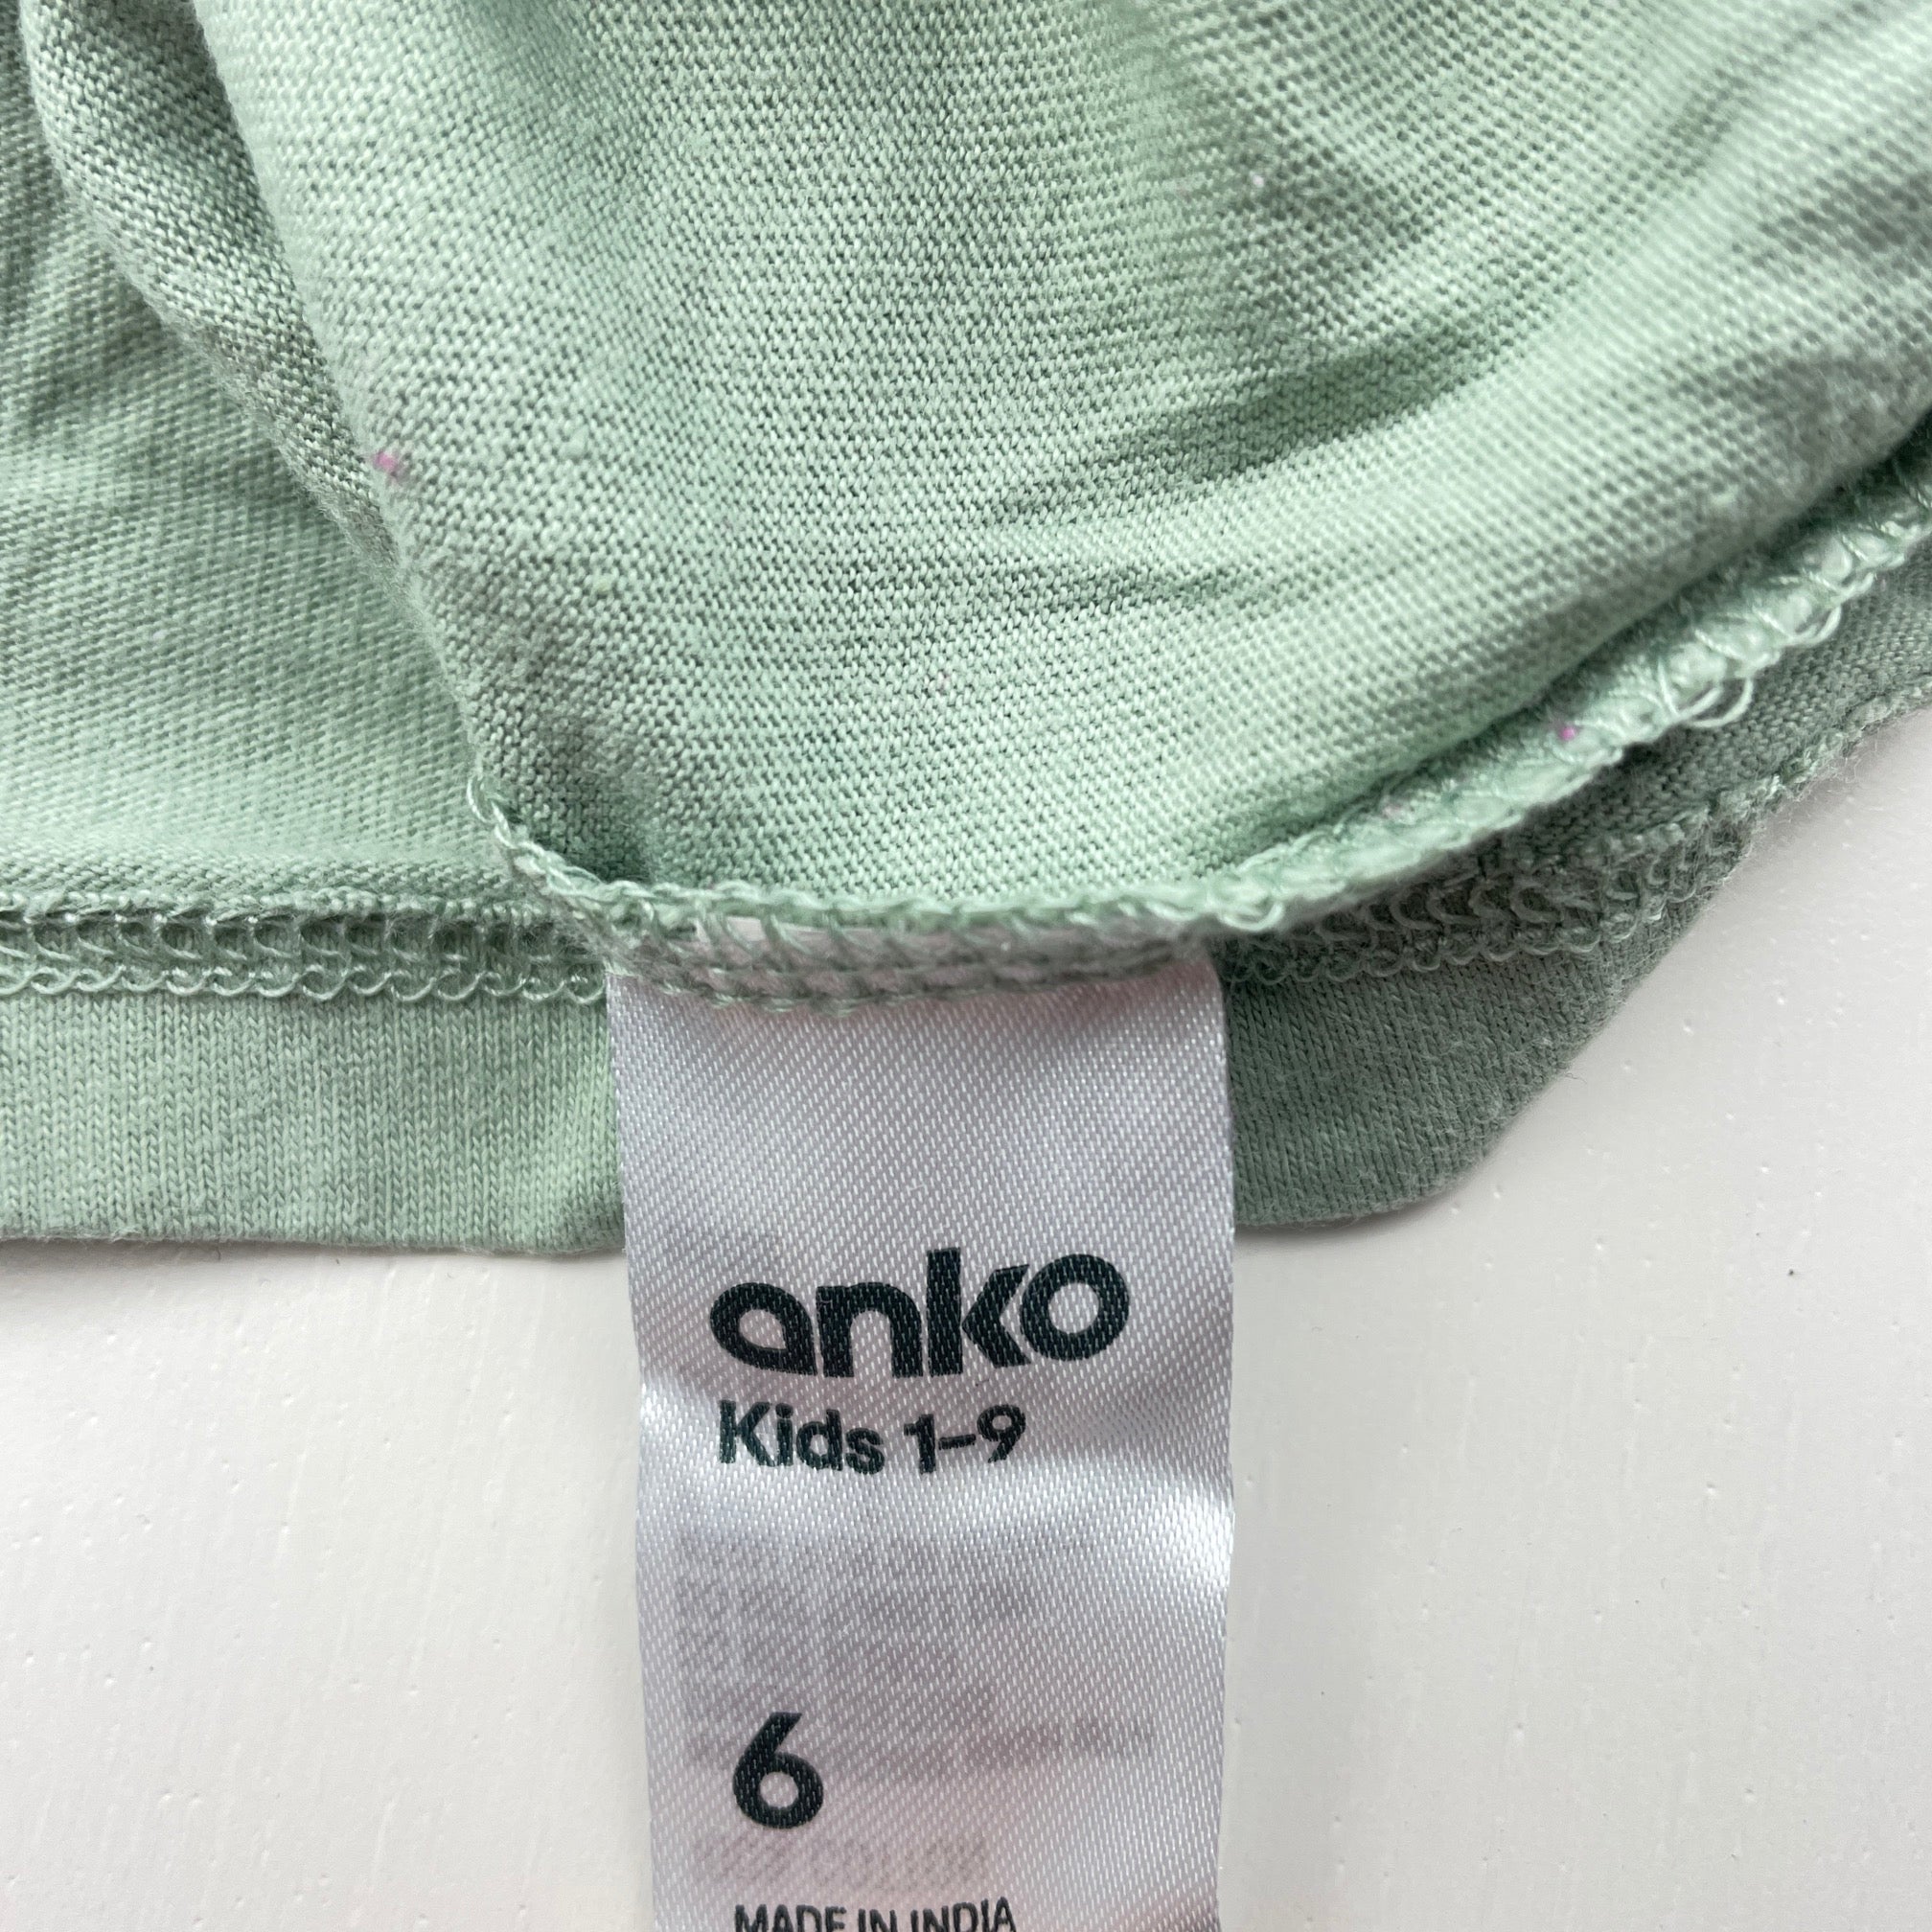 anko
Kids 1-9
6
MADE IN INDIA